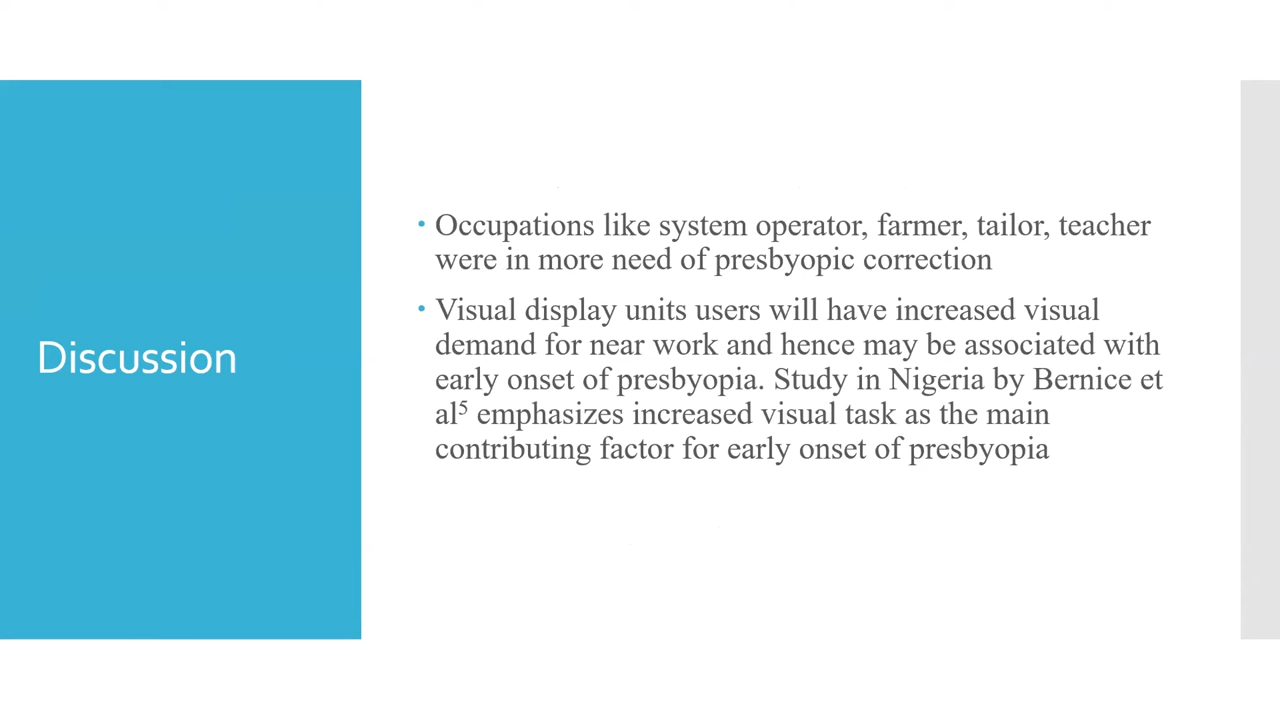 Discussion
• Occupations like system operator, farmer, tailor, teacher
were in more need of presbyopic correction
• Visual display units users will have increased visual
demand for near work and hence may be associated with
early onset of presbyopia. Study in Nigeria by Bernice et
al⁵ emphasizes increased visual task as the main
contributing factor for early onset of presbyopia